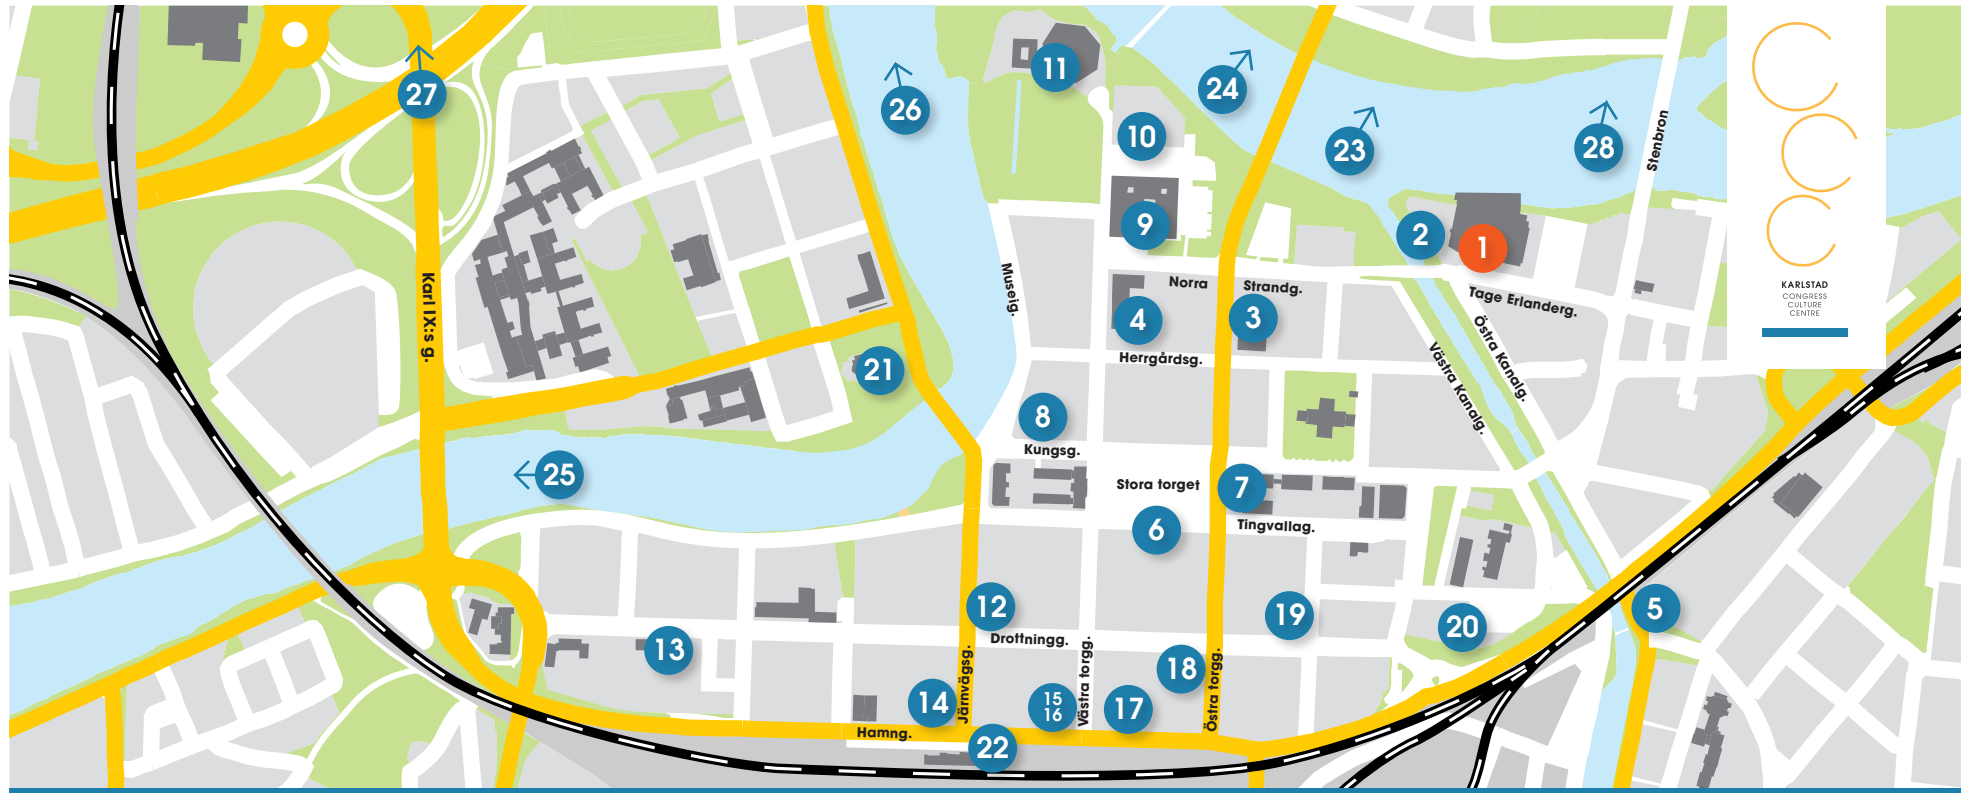 27
26
11
24
10
23
28
Stenbron
9
2
1
KARLSTAD
CONGRESS
CULTURE
CENTRE
Karl IX:s g.
Museig.
Norra
Strandg.
Tage Erlanderg.
4
3
Östra Kanalg.
Västra Kanalg.
Herrgårdsg.
21
8
Kungsg.
25
Stora torget
7
6
Tingvallag.
12
19
20
5
Drottningg.
13
18
Järnvägsg.
Västra torgg.
Östra torgg.
14
15
16
17
Hamng.
22